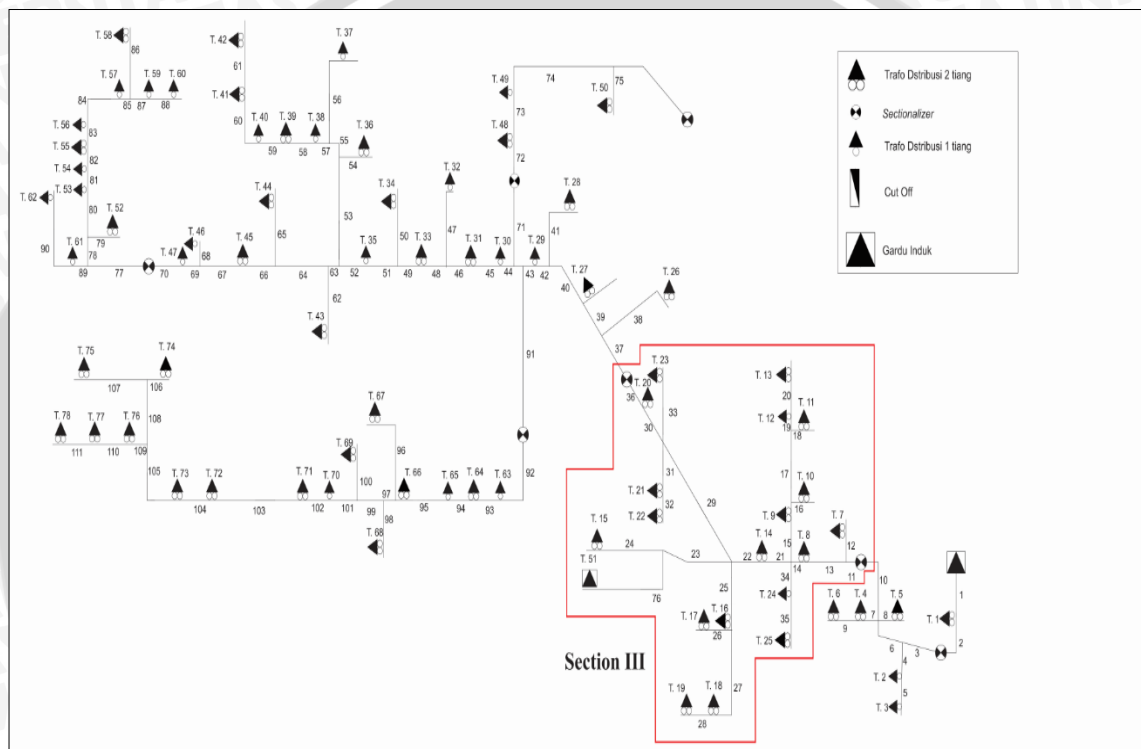 T. 58
86
T. 57
T. 59
T. 60
84
85
87
88
T. 56
83
T. 55
82
T. 54
81
T. 53
T. 62
80
T. 52
79
90
T. 61
78
89
77
70
T. 42
61
T. 41
60
T. 40
T. 39
T. 38
59
58
57
T. 37
56
55
T. 36
54
T. 44
65
53
T. 46
T. 47
68
69
67
T. 45
66
64
63
62
T. 43
T. 34
50
T. 35
52
51
T. 33
49
48
T. 32
47
T. 31
46
T. 30
45
44
T. 49
74
75
T. 50
73
T. 48
72
71
T. 28
41
T. 29
43
42
T. 27
40
39
T. 26
38
37
91
92
Trafo Dstribusi 2 tiang
Sectionalizer
Trafo Dstribusi 1 tiang
Cut Off
Gardu Induk
T. 75
T. 74
107
106
108
T. 78
T. 77
T. 76
111
110
109
105
T. 73
T. 72
104
103
T. 71
T. 70
102
101
T. 69
100
T. 67
96
99
97
98
T. 68
T. 66
95
T. 65
94
T. 64
93
T. 63
T. 23
T. 20
36
33
30
31
T. 21
32
T. 22
29
T. 13
20
T. 12
T. 11
19
18
17
T. 10
16
T. 9
15
T. 7
12
T. 14
T. 8
22
21
14
13
11
10
T. 15
24
23
T. 51
76
25
34
T. 24
35
T. 25
T. 17
T. 16
26
27
T. 19
T. 18
28
T. 6
T. 4
T. 5
9
7
8
1
T. 1
2
6
3
4
T. 2
5
T. 3
Section III